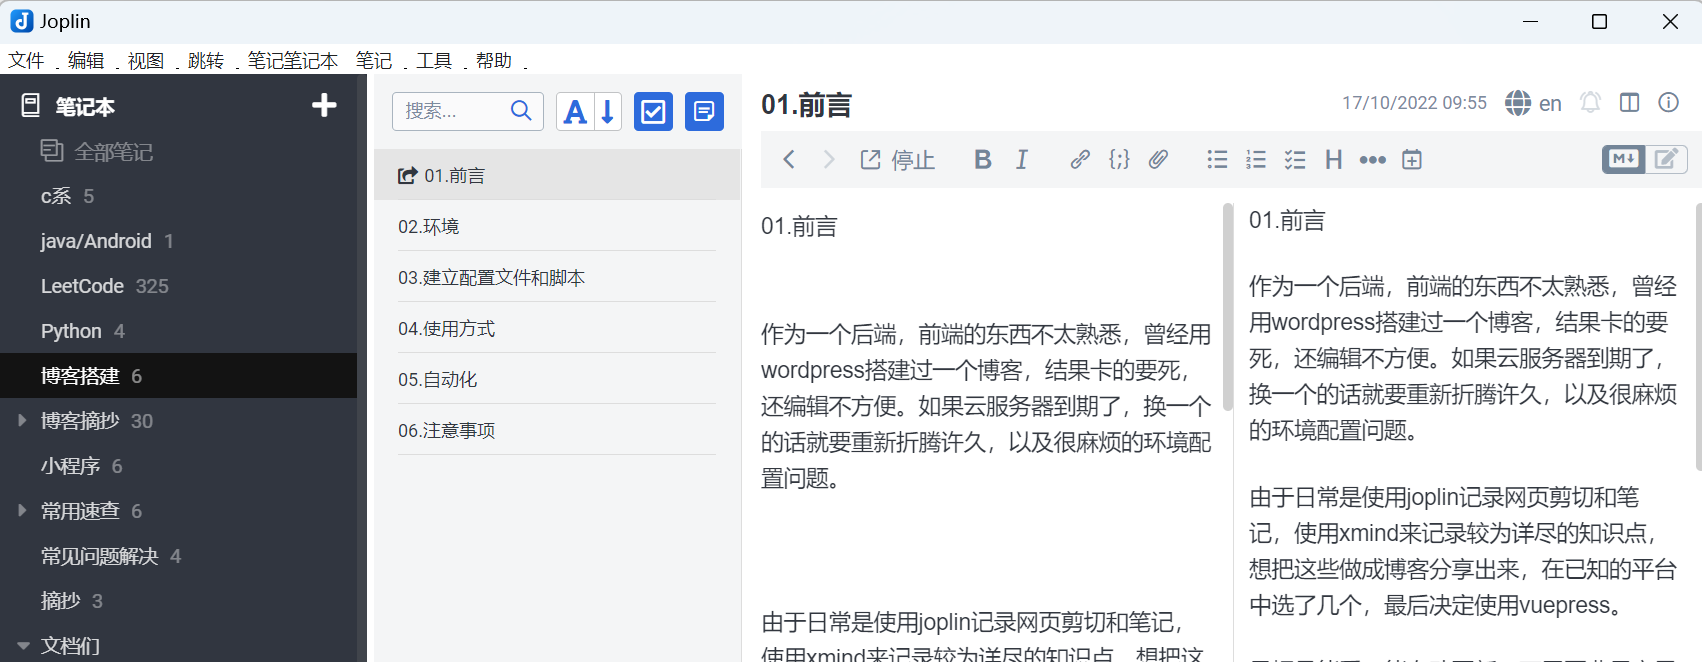 Joplin
文件 编辑 视图 跳转 笔记笔记本 笔记 工具 帮助
笔记本
全部笔记
c系 5
java/Android 1
LeetCode 325
Python 4
博客搭建 6
博客摘抄 30
小程序 6
常用速查 6
常见问题解决 4
摘抄 3
文档们
搜索...
01.前言
02.环境
03.建立配置文件和脚本
04.使用方式
05.自动化
06.注意事项
01.前言
17/10/2022 09:55 en
停止
01.前言
作为一个后端，前端的东西不太熟悉，曾经用
wordpress搭建过一个博客，结果卡的要死，
还编辑不方便。如果云服务器到期了，换一个
的话就要重新折腾许久，以及很麻烦的环境配
置问题。
由于日常是使用joplin记录网页剪切和笔记，
使用xmind来记录较为详尽的知识点，想把这
01.前言
作为一个后端，前端的东西不太熟悉，曾经
用wordpress搭建过一个博客，结果卡的要
死，还编辑不方便。如果云服务器到期了，
换一个的话就要重新折腾许久，以及很麻烦
的环境配置问题。
由于日常是使用joplin记录网页剪切和笔
记，使用xmind来记录较为详尽的知识点，
想把这些做成博客分享出来，在已知的平台
中选了几个，最后决定使用vuepress。